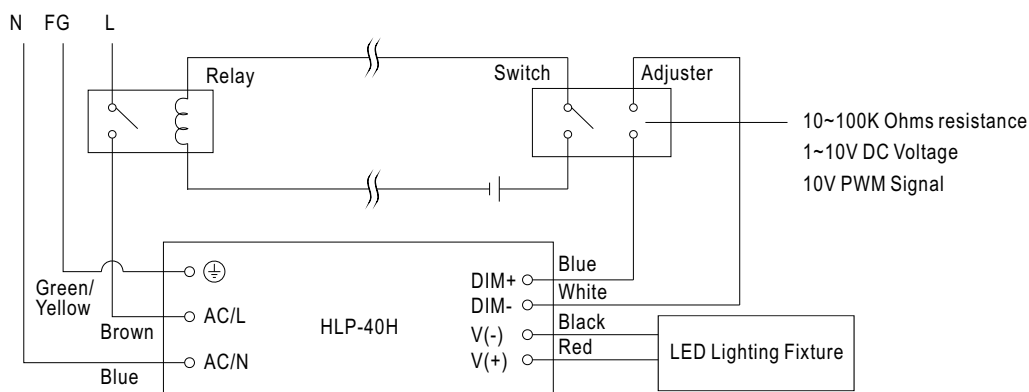 N FG L
Relay
Switch
Adjuster
10~100K Ohms resistance
1~10V DC Voltage
10V PWM Signal
Green/
Yellow
Brown
Blue
AC/L
AC/N
HLP-40H
DIM+
DIM-
V(-)
V(+)
Blue
White
Black
Red
LED Lighting Fixture